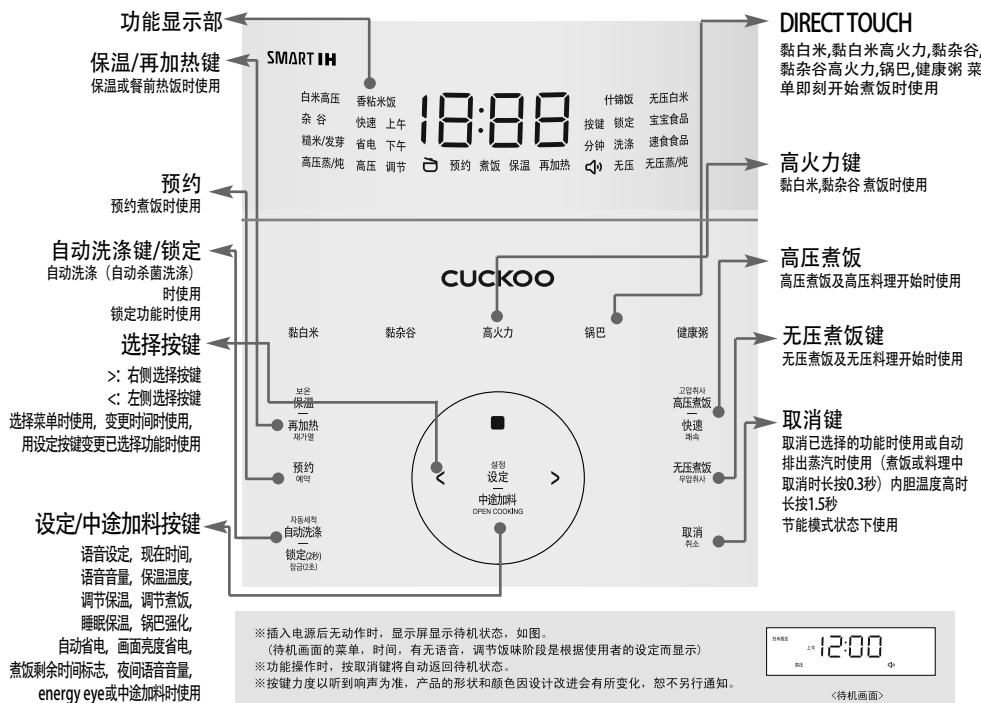 功能显示部
保温/再加热键
保温或餐前热饭时使用
预约
预约煮饭时使用
自动洗涤键/锁定
自动洗涤（自动杀菌洗涤）
时使用
锁定功能时使用
选择按键
>：右侧选择按键
<：左侧选择按键
选择菜单时使用，变更时间时使用，
用设定按键变更已选择功能时使用
设定/中途加料按键
语音设定，现在时间，
语音音量，保温温度，
调节保温，调节煮饭，
睡眠保温，锅巴强化，
自动省电，画面亮度省电，
煮饭剩余时间标志，夜间语音音量，
energy eye或中途加料时使用
SMART IH
白米高压 香粘米饭
杂 谷 快速 上午
糙米/发芽 省电 下午
高压蒸/炖 高压 调节
18:88
预约 煮饭 保温 再加热
什锦饭 无压白米
按键 锁定 宝宝食品
分钟 洗涤 速食食品
无压 无压蒸/炖
CUCKOO
黏白米 黏杂谷 高火力 锅巴 健康粥
보온
保温
再加热
재가열
预约
예약
자동세척
自动洗涤
锁定(2秒)
잠금(2초)
<
설정
设定
中途加料
OPEN COOKING
>
고압취사
高压煮饭
快速
쾌속
无压煮饭
무압취사
取消
취소
DIRECT TOUCH
黏白米,黏白米高火力,黏杂谷,
黏杂谷高火力,锅巴,健康粥 菜
单即刻开始煮饭时使用
高火力键
黏白米,黏杂谷 煮饭时使用
高压煮饭
高压煮饭及高压料理开始时使用
无压煮饭键
无压煮饭及无压料理开始时使用
取消键
取消已选择的功能时使用或自动
排出蒸汽时使用（煮饭或料理中
取消时长按0.3秒）内胆温度高时
长按1.5秒
节能模式状态下使用
※插入电源后无动作时，显示屏显示待机状态，如图。
（待机画面的菜单，时间，有无语音，调节饭味阶段是根据使用者的设定而显示)
※功能操作时，按取消键将自动返回待机状态。
※按键力度以听到响声为准，产品的形状和颜色因设计改进会有所变化，恕不另行通知。
白米高压
上午 12:00
高压
<待机画面>